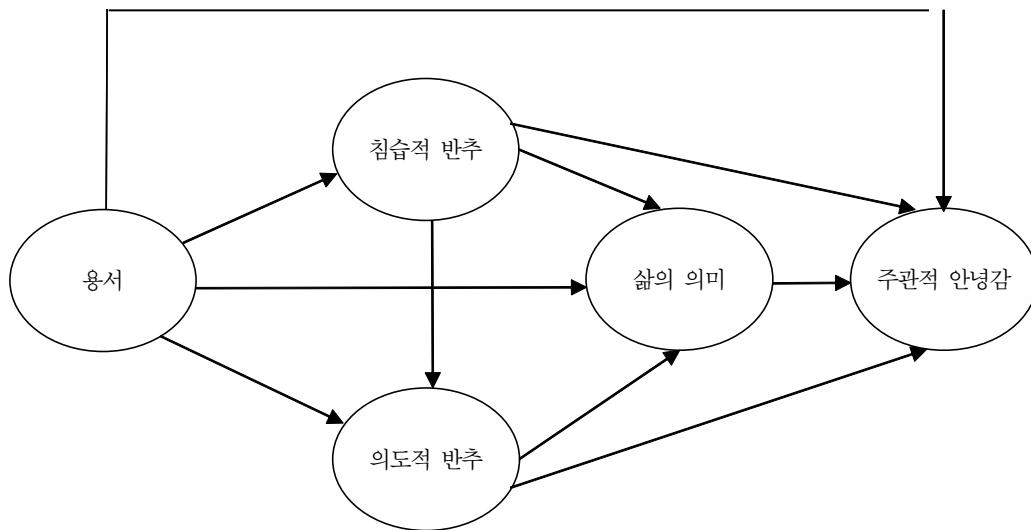 침습적 반추
용서
삶의 의미
주관적 안녕감
의도적 반추